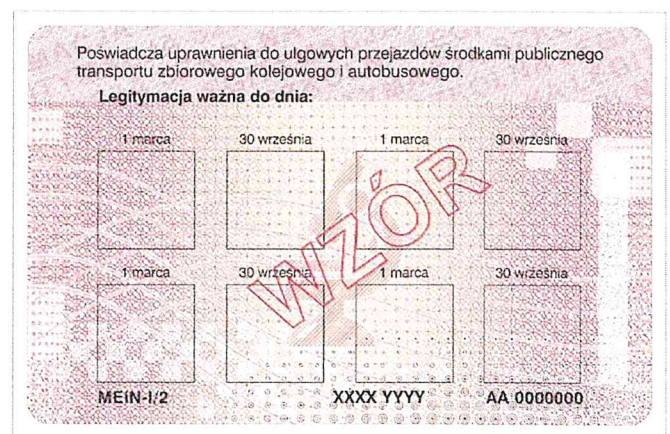 Poświadcza uprawnienia do ulgowych przejazdów środkami publicznego
transportu zbiorowego kolejowego i autobusowego.
Legitymacja ważna do dnia:
1 marca 30 września 1 marca 30 września
WZÓR
1 marca 30 września 1 marca 30 września
MEiN-I/2 XXXX YYYY AA 0000000